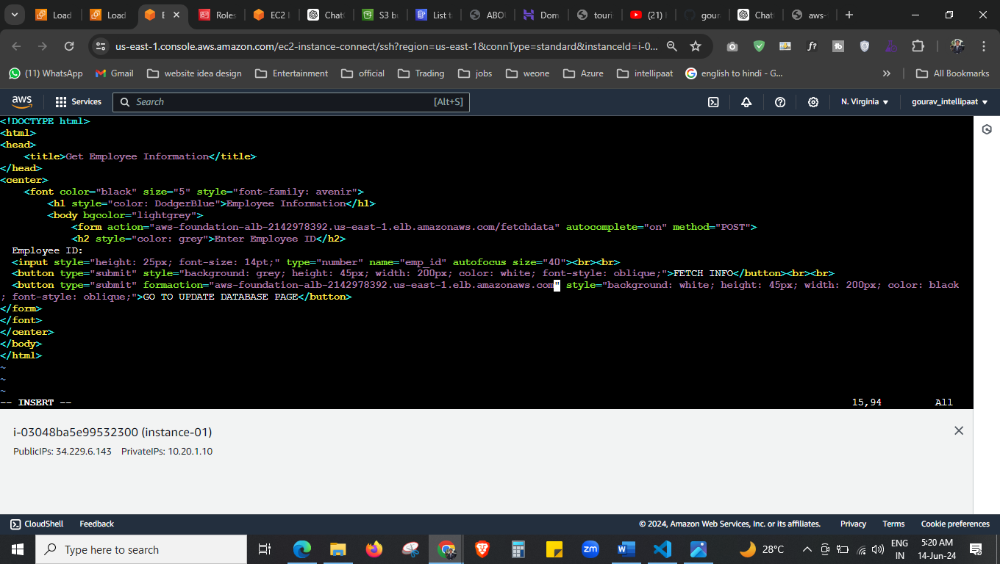 Load
Load
E
Roles
EC2 I
Chat
S3 bu
List t
ABO
Dom
touri
(21)
gour
Chat
aws-
us-east-1.console.aws.amazon.com/ec2-instance-connect/ssh?region=us-east-1&connType=standard&instanceId=i-0...
(11) WhatsApp
Gmail
website idea design
Entertainment
official
Trading
jobs
weone
Azure
intellipaat
english to hindi - G...
All Bookmarks
aws
Services
Search
[Alt+S]
N. Virginia
gourav_intellipaat
<!DOCTYPE html>
<html>
<head>
<title>Get Employee Information</title>
</head>
<center>
<font color="black" size="5" style="font-family: avenir">
<h1 style="color: DodgerBlue">Employee Information</h1>
<body bgcolor="lightgrey">
<form action="aws-foundation-alb-2142978392.us-east-1.elb.amazonaws.com/fetchdata" autocomplete="on" method="POST">
<h2 style="color: grey">Enter Employee ID</h2>
Employee ID:
<input style="height: 25px; font-size: 14pt;" type="number" name="emp_id" autofocus size="40"><br><br>
<button type="submit" style="background: grey; height: 45px; width: 200px; color: white; font-style: oblique;">FETCH INFO</button><br><br>
<button type="submit" formaction="aws-foundation-alb-2142978392.us-east-1.elb.amazonaws.com" style="background: white; height: 45px; width: 200px; color: black
; font-style: oblique;">GO TO UPDATE DATABASE PAGE</button>
</form>
</font>
</center>
</body>
</html>
~
~
~
-- INSERT --
15,94
All
i-03048ba5e99532300 (instance-01)
PublicIPs: 34.229.6.143 PrivateIPs: 10.20.1.10
CloudShell
Feedback
© 2024, Amazon Web Services, Inc. or its affiliates.
Privacy
Terms
Cookie preferences
Type here to search
28°C
ENG
IN
5:20 AM
14-Jun-24